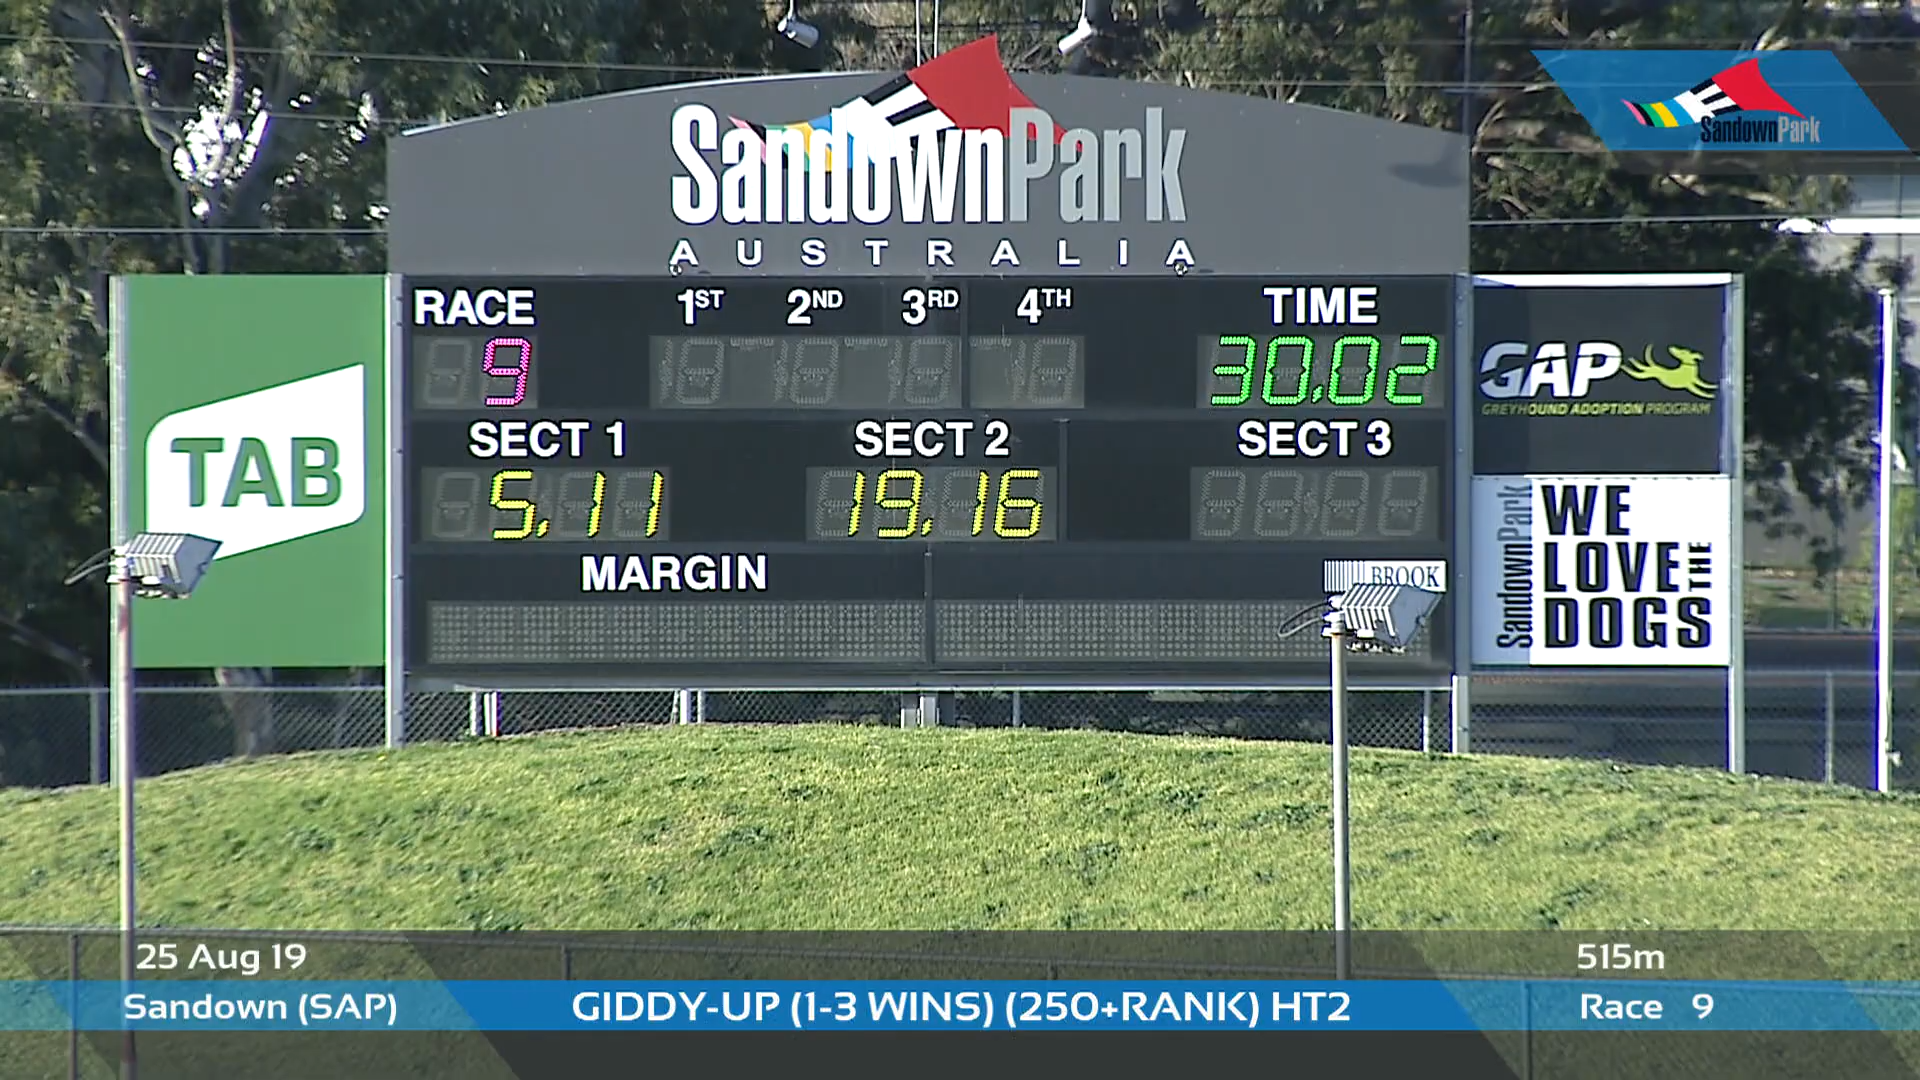 SandownPark
AUSTRALIA
SandownPark
RACE 1ST 2ND 3RD 4TH TIME
9 30.02
SECT 1 SECT 2 SECT 3
5.11 19.16
MARGIN
BROOK
TAB
GAP
GREYHOUND ADOPTION PROGRAM
SandownPark
WE
LOVE THE
DOGS
25 Aug 19 515m
Sandown (SAP) GIDDY-UP (1-3 WINS) (250+RANK) HT2 Race 9